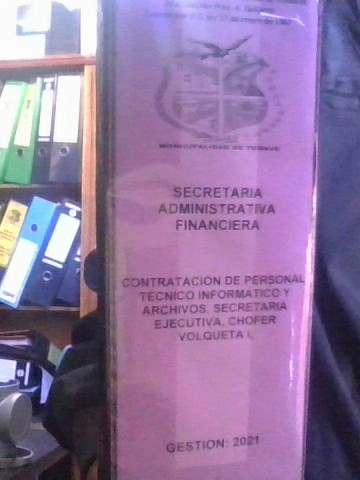 MUNICIPALIDAD DE TOMAVE
SECRETARIA
ADMINISTRATIVA
FINANCIERA
CONTRATACION DE PERSONAL
TECNICO INFORMATICO Y
ARCHIVOS, SECRETARIA
EJECUTIVA, CHOFER
VOLQUETA I,
GESTION: 2021